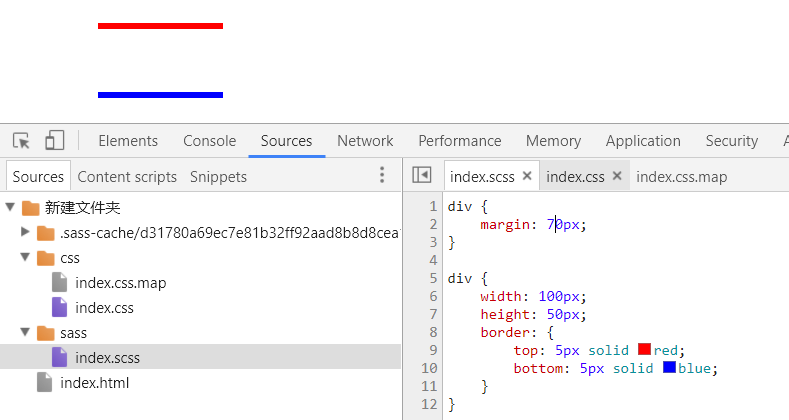 Elements Console Sources Network Performance Memory Application Security
Sources Content scripts Snippets
index.scss × index.css × index.css.map
新建文件夹
.sass-cache/d31780a69ec7e81b32ff92aad8b8d8cea
css
index.css.map
index.css
sass
index.scss
index.html
1 div {
2 margin: 70px;
3 }
4
5 div {
6 width: 100px;
7 height: 50px;
8 border: {
9 top: 5px solid red;
10 bottom: 5px solid blue;
11 }
12 }